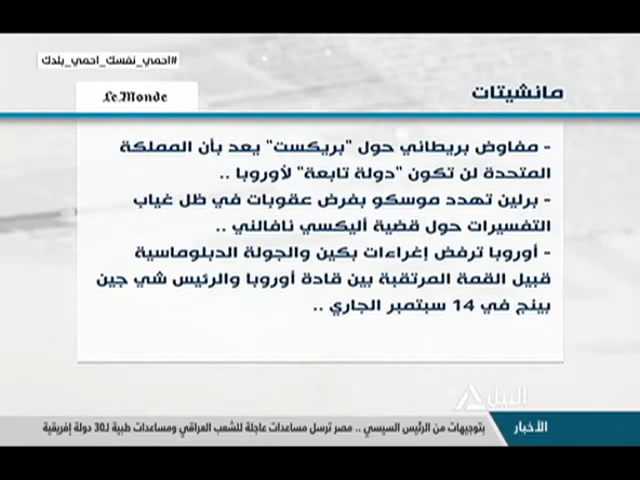 #احمي_نفسك_احمي_بلدك
مانشيتات
Le Monde
- مفاوض بريطاني حول "بريكست" يعد بأن المملكة
المتحدة لن تكون "دولة تابعة" لأوروبا ..
- برلين تهدد موسكو بفرض عقوبات في ظل غياب
التفسيرات حول قضية أليكسي نافالني ..
- أوروبا ترفض إغراءات بكين والجولة الدبلوماسية
قبيل القمة المرتقبة بين قادة أوروبا والرئيس شي جين
بينج في 14 سبتمبر الجاري ..
النيل
الأخبار
بتوجيهات من الرئيس السيسي .. مصر ترسل مساعدات عاجلة للشعب العراقي ومساعدات طبية لـ30 دولة إفريقية